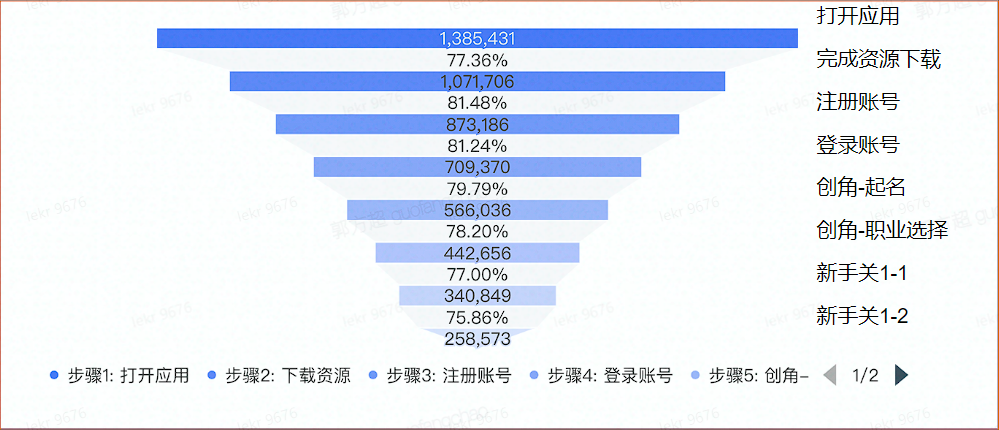 打开应用
1,385,431
77.36%
完成资源下载
1,071,706
81.48%
注册账号
873,186
81.24%
登录账号
709,370
79.79%
创角-起名
566,036
78.20%
创角-职业选择
442,656
77.00%
新手关1-1
340,849
75.86%
新手关1-2
258,573
步骤1: 打开应用 步骤2: 下载资源 步骤3: 注册账号 步骤4: 登录账号 步骤5: 创角– 1/2
lekr 9676